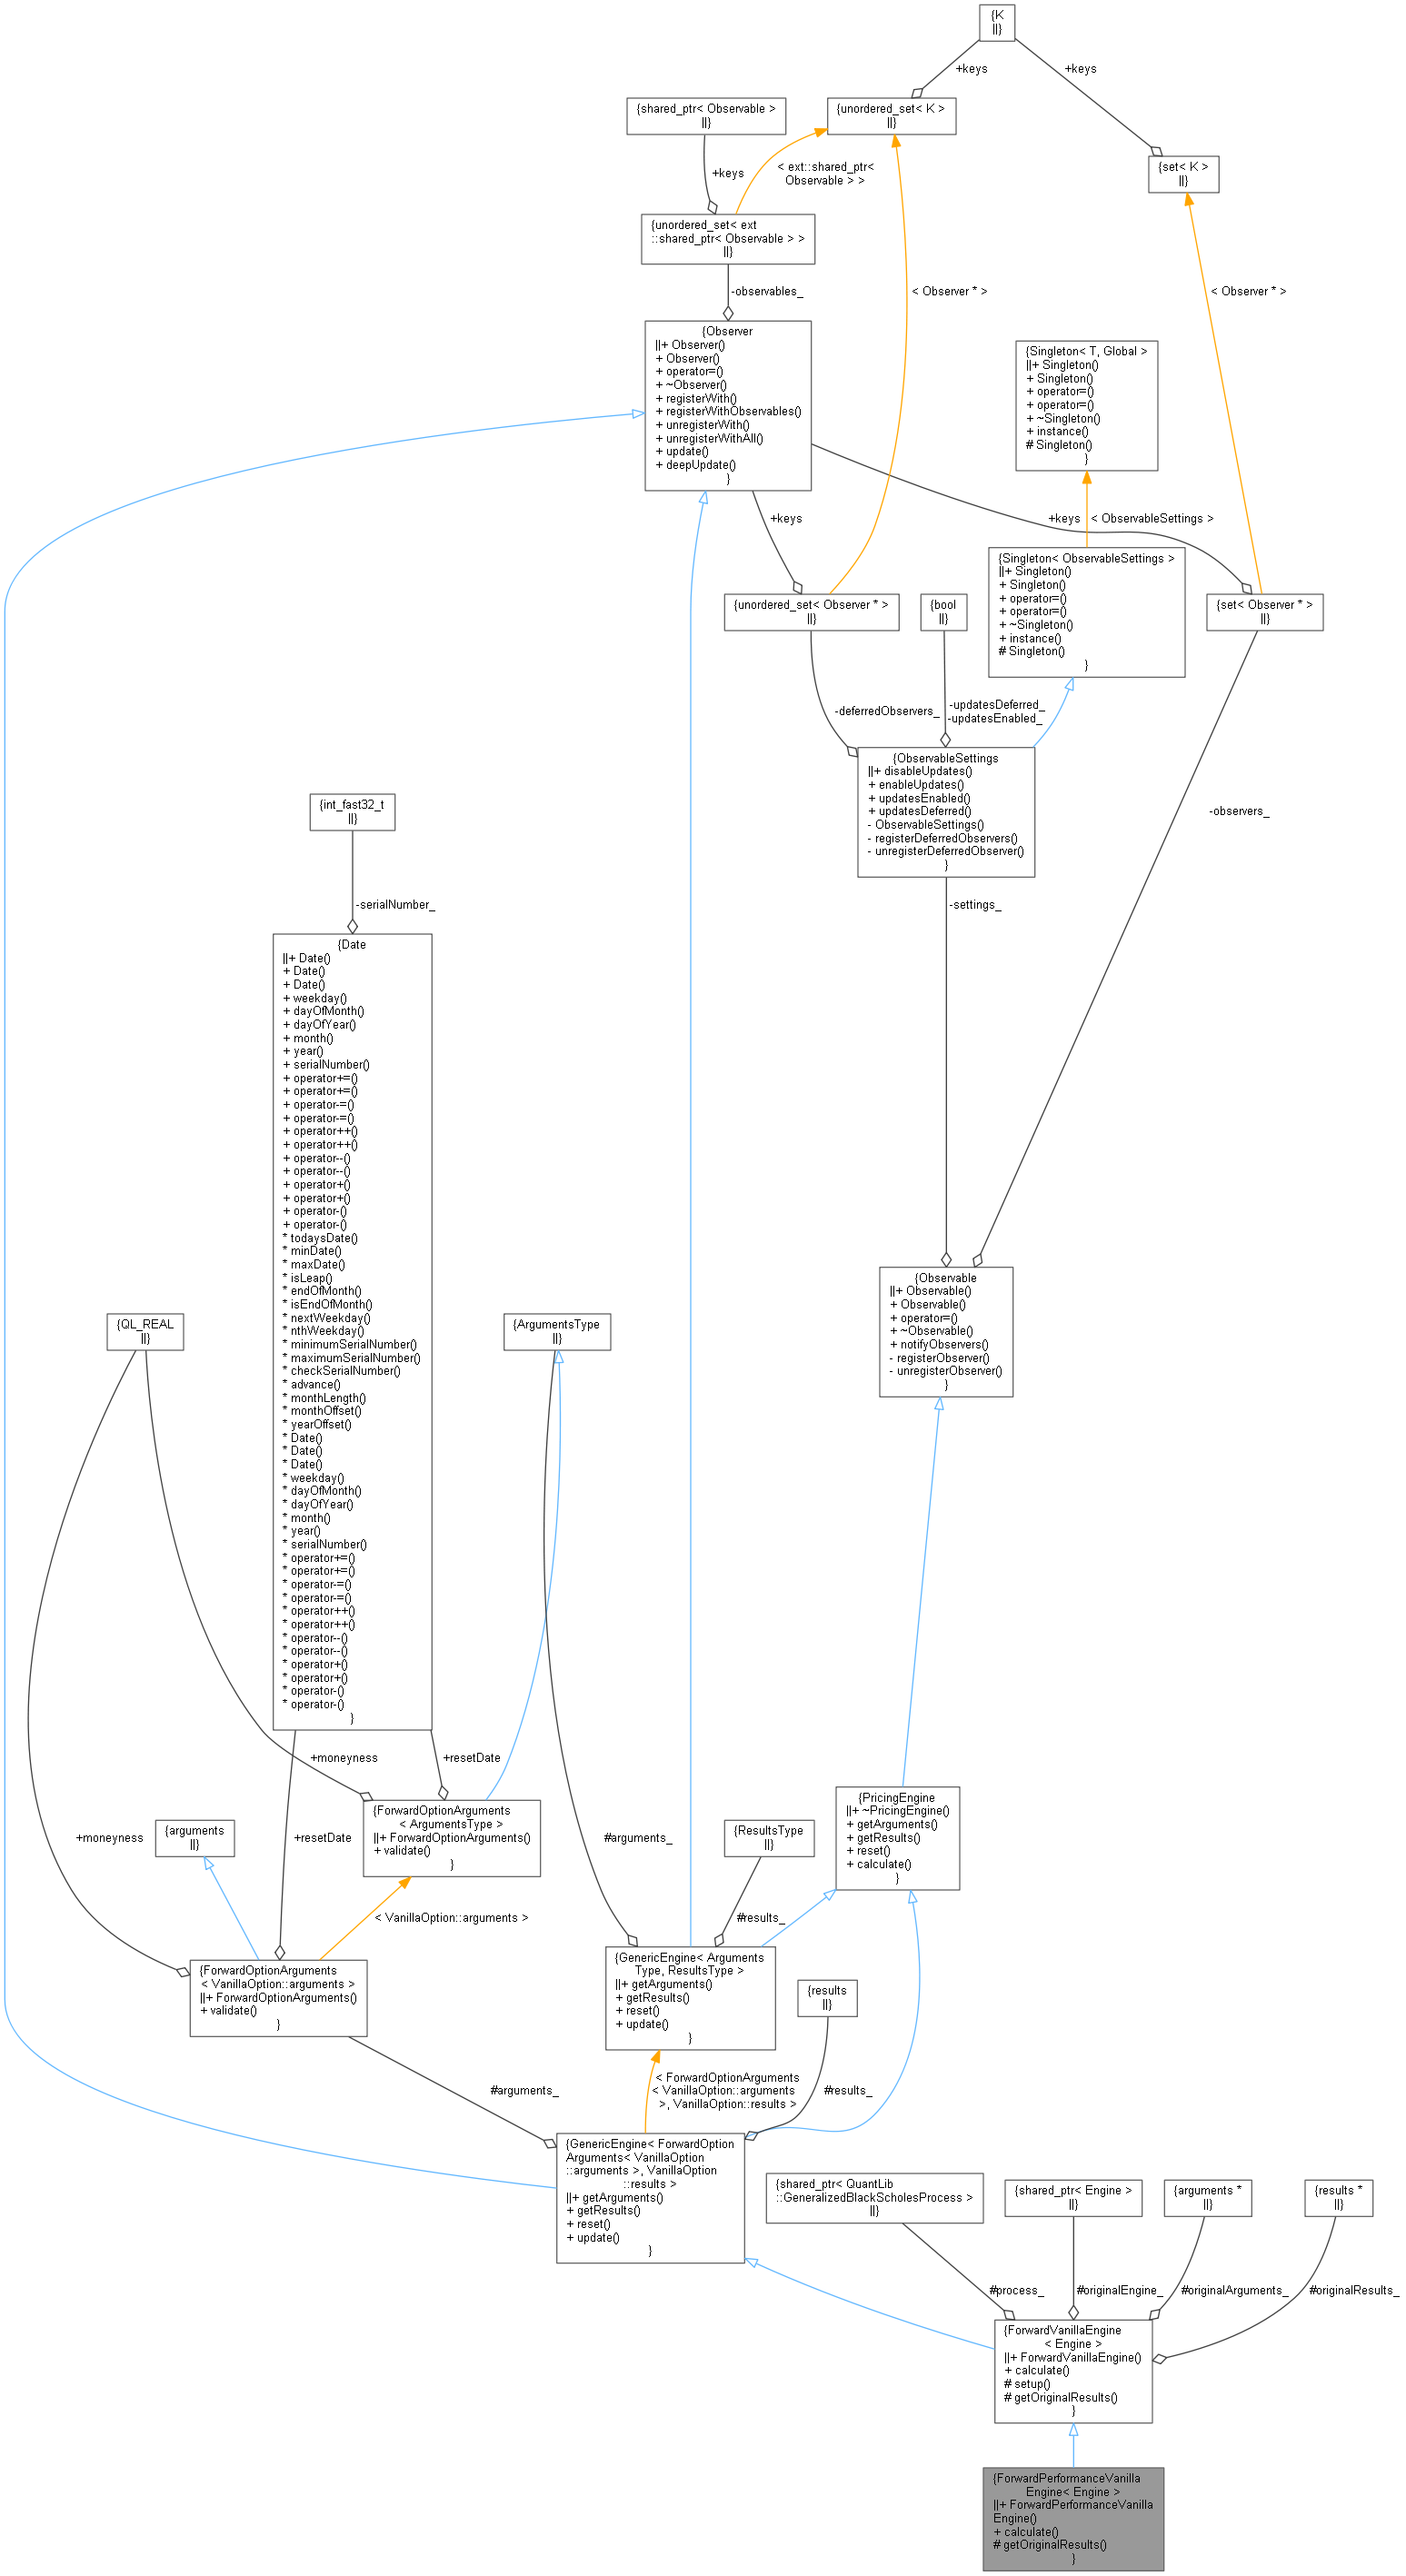 {K
||}
+keys
+keys
{shared_ptr< Observable >
||}
{unordered_set< K >
||}
{set< K >
||}
+keys
< ext::shared_ptr<
Observable > >
{unordered_set< ext
::shared_ptr< Observable > >
||}
-observables_
< Observer * >
< Observer * >
{Observer
||+ Observer()
+ Observer()
+ operator=()
+ ~Observer()
+ registerWith()
+ registerWithObservables()
+ unregisterWith()
+ unregisterWithAll()
+ update()
+ deepUpdate()
}
{Singleton< T, Global >
||+ Singleton()
+ Singleton()
+ operator=()
+ operator=()
+ ~Singleton()
+ instance()
# Singleton()
}
+keys
+keys
< ObservableSettings >
{Singleton< ObservableSettings >
||+ Singleton()
+ Singleton()
+ operator=()
+ operator=()
+ ~Singleton()
+ instance()
# Singleton()
}
{unordered_set< Observer * >
||}
{bool
||}
{set< Observer * >
||}
-deferredObservers_
-updatesDeferred_
-updatesEnabled_
{ObservableSettings
||+ disableUpdates()
+ enableUpdates()
+ updatesEnabled()
+ updatesDeferred()
- ObservableSettings()
- registerDeferredObservers()
- unregisterDeferredObserver()
}
-observers_
{int_fast32_t
||}
-serialNumber_
-settings_
{Date
||+ Date()
+ Date()
+ Date()
+ weekday()
+ dayOfMonth()
+ dayOfYear()
+ month()
+ year()
+ serialNumber()
+ operator+=()
+ operator+=()
+ operator-=()
+ operator-=()
+ operator++()
+ operator++()
+ operator--()
+ operator--()
+ operator+()
+ operator+()
+ operator-()
+ operator-()
* todaysDate()
* minDate()
* maxDate()
* isLeap()
* endOfMonth()
* isEndOfMonth()
* nextWeekday()
* nthWeekday()
* minimumSerialNumber()
* maximumSerialNumber()
* checkSerialNumber()
* advance()
* monthLength()
* monthOffset()
* yearOffset()
* Date()
* Date()
* Date()
* weekday()
* dayOfMonth()
* dayOfYear()
* month()
* year()
* serialNumber()
* operator+=()
* operator+=()
* operator-=()
* operator-=()
* operator++()
* operator++()
* operator--()
* operator--()
* operator+()
* operator+()
* operator-()
* operator-()
}
{Observable
||+ Observable()
+ Observable()
+ operator=()
+ ~Observable()
+ notifyObservers()
- registerObserver()
- unregisterObserver()
}
{QL_REAL
||}
{ArgumentsType
||}
+moneyness
+resetDate
{PricingEngine
||+ ~PricingEngine()
+ getArguments()
+ getResults()
+ reset()
+ calculate()
}
{ForwardOptionArguments
< ArgumentsType >
||+ ForwardOptionArguments()
+ validate()
}
{arguments
||}
+moneyness
+resetDate
#arguments_
{ResultsType
||}
< VanillaOption::arguments >
#results_
{ForwardOptionArguments
< VanillaOption::arguments >
||+ ForwardOptionArguments()
+ validate()
}
{GenericEngine< Arguments
Type, ResultsType >
||+ getArguments()
+ getResults()
+ reset()
+ update()
}
{results
||}
#arguments_
< ForwardOptionArguments
< VanillaOption::arguments
>, VanillaOption::results >
#results_
{GenericEngine< ForwardOption
Arguments< VanillaOption
::arguments >, VanillaOption
::results >
||+ getArguments()
+ getResults()
+ reset()
+ update()
}
{shared_ptr< QuantLib
::GeneralizedBlackScholesProcess >
||}
{shared_ptr< Engine >
||}
{arguments *
||}
{results *
||}
#process_
#originalEngine_
#originalArguments_
#originalResults_
{ForwardVanillaEngine
< Engine >
||+ ForwardVanillaEngine()
+ calculate()
# setup()
# getOriginalResults()
}
{ForwardPerformanceVanilla
Engine< Engine >
||+ ForwardPerformanceVanilla
Engine()
+ calculate()
# getOriginalResults()
}